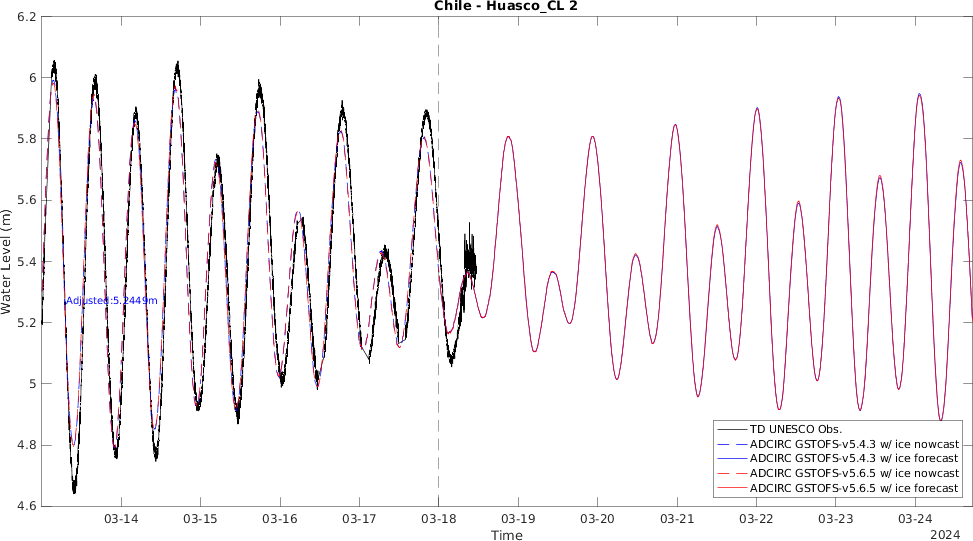 Chile - Huasco_CL 2
6.2
6
5.8
5.6
5.4
5.2
5
4.8
4.6
Water Level (m)
Adjusted:5.2449m
TD UNESCO Obs.
ADCIRC GSTOFS-v5.4.3 w/ ice nowcast
ADCIRC GSTOFS-v5.4.3 w/ ice forecast
ADCIRC GSTOFS-v5.6.5 w/ ice nowcast
ADCIRC GSTOFS-v5.6.5 w/ ice forecast
03-14 03-15 03-16 03-17 03-18 03-19 03-20 03-21 03-22 03-23 03-24
Time
2024